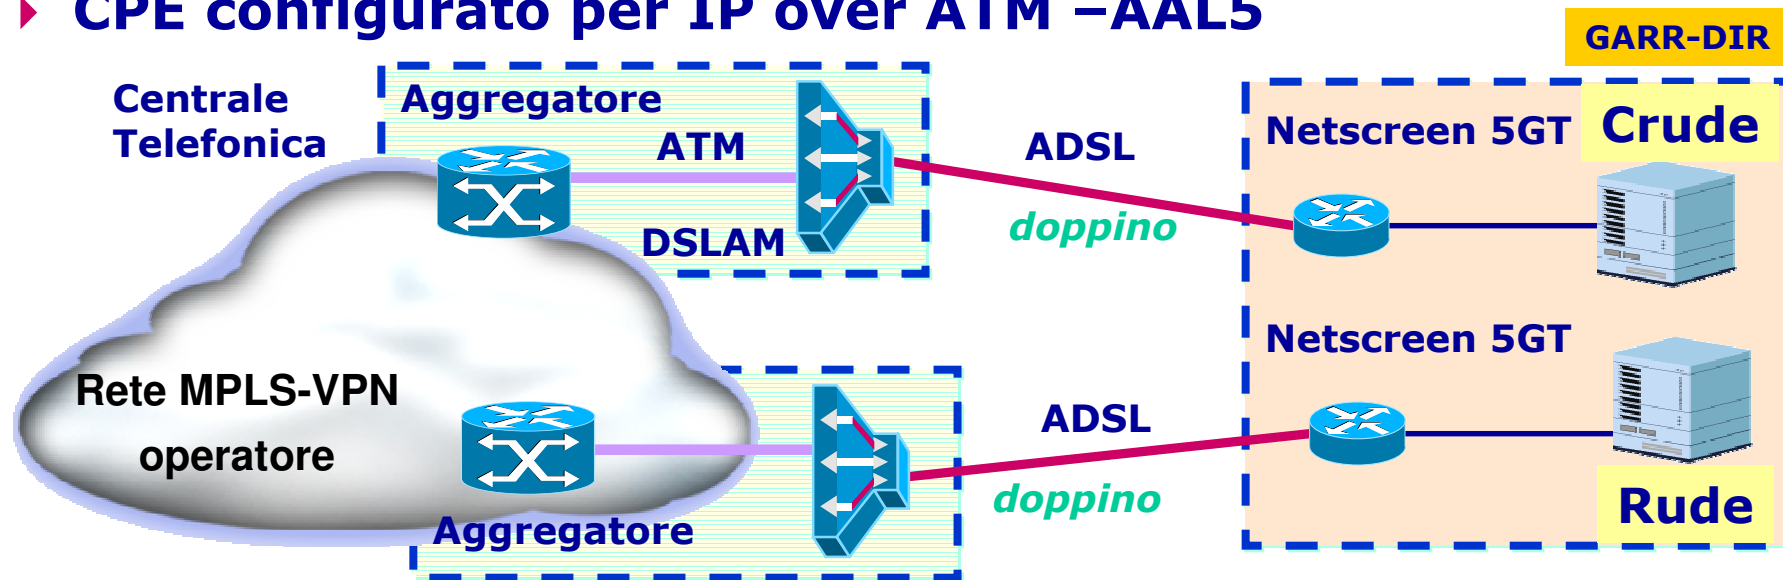 CPE configurato per IP over ATM –AAL5
GARR-DIR
Centrale
Telefonica
Aggregatore
ATM
DSLAM
ADSL
doppino
Netscreen 5GT
Crude
Rete MPLS-VPN
operatore
Aggregatore
ADSL
doppino
Netscreen 5GT
Rude